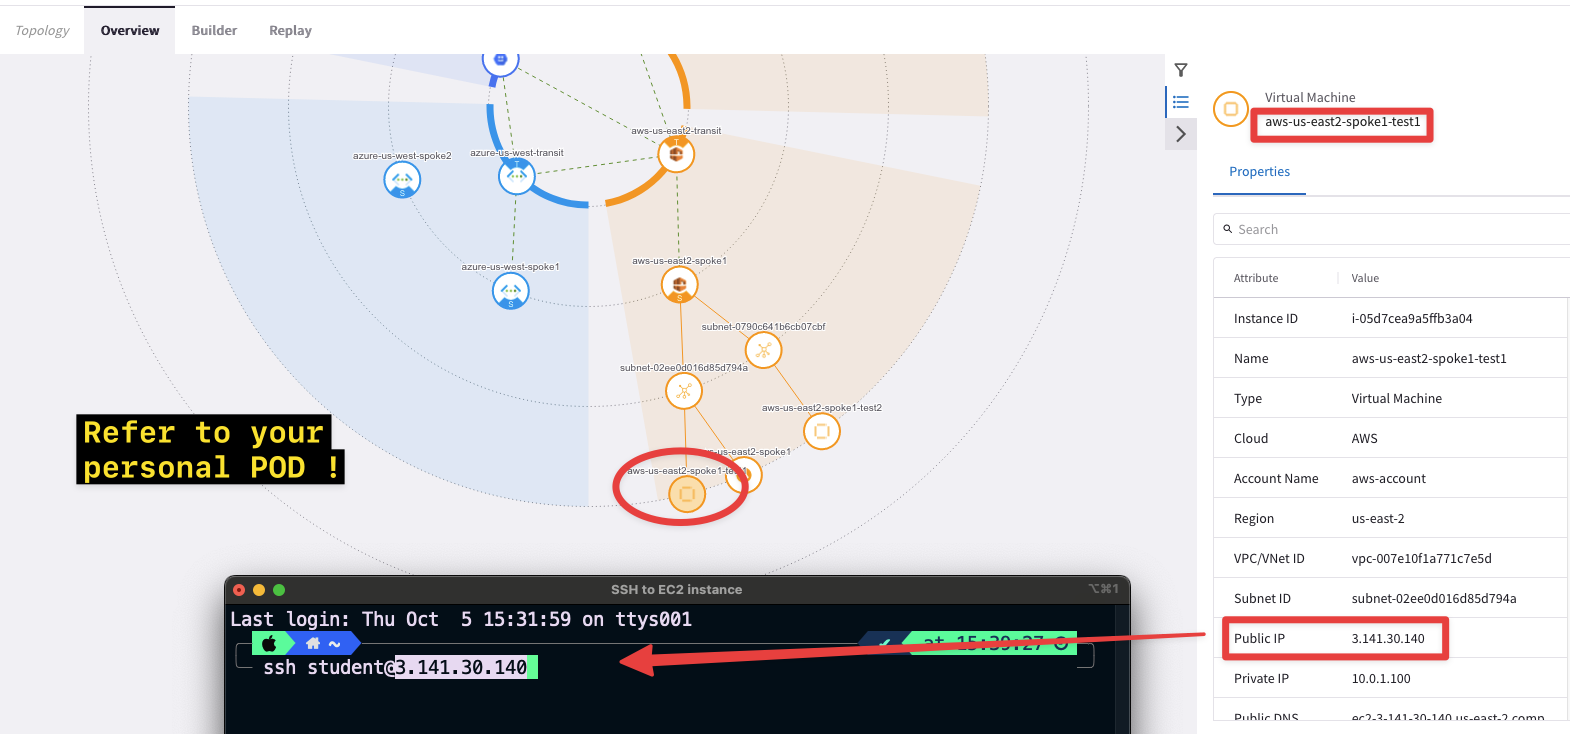 Topology
Overview
Builder
Replay
aws-us-east2-transit
azure-us-west-spoke2
azure-us-west-transit
T
T
S
azure-us-west-spoke1
S
aws-us-east2-spoke1
S
subnet-0790c641b6cb07cbf
subnet-02ee0d016d85d794a
aws-us-east2-spoke1-test2
us-east2-spoke1
aws-us-east2-spoke1-test1
Refer to your
personal POD !
Virtual Machine
aws-us-east2-spoke1-test1
Properties
Search
Attribute Value
Instance ID i-05d7cea9a5ffb3a04
Name aws-us-east2-spoke1-test1
Type Virtual Machine
Cloud AWS
Account Name aws-account
Region us-east-2
VPC/VNet ID vpc-007e10f1a771c7e5d
Subnet ID subnet-02ee0d016d85d794a
Public IP 3.141.30.140
Private IP 10.0.1.100
Public DNS ec2-3-141-30-140.us-east-2.comp
SSH to EC2 instance
⌥⌘1
Last login: Thu Oct  5 15:31:59 on ttys001
~
✓ at 15:39:27
ssh student@3.141.30.140